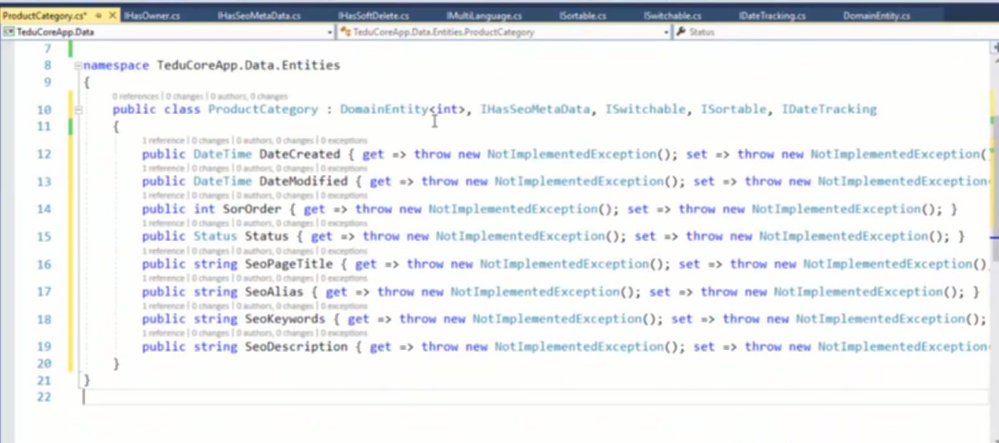 ProductCategory.cs* IHasOwner.cs IHasSeoMetaData.cs IHasSoftDelete.cs IMultiLanguage.cs ISortable.cs ISwitchable.cs IDateTracking.cs DomainEntity.cs
TeduCoreApp.Data TeduCoreApp.Data.Entities.ProductCategory Status
7
8 namespace TeduCoreApp.Data.Entities
9 {
0 references | 0 changes | 0 authors, 0 changes
10 public class ProductCategory : DomainEntity<int>, IHasSeoMetaData, ISwitchable, ISortable, IDateTracking
11 {
1 reference | 0 changes | 0 authors, 0 changes | 0 exceptions
12 public DateTime DateCreated { get => throw new NotImplementedException(); set => throw new NotImplementedException(
1 reference | 0 changes | 0 authors, 0 changes | 0 exceptions
13 public DateTime DateModified { get => throw new NotImplementedException(); set => throw new NotImplementedException
1 reference | 0 changes | 0 authors, 0 changes | 0 exceptions
14 public int SorOrder { get => throw new NotImplementedException(); set => throw new NotImplementedException(); }
1 reference | 0 changes | 0 authors, 0 changes | 0 exceptions
15 public Status Status { get => throw new NotImplementedException(); set => throw new NotImplementedException(); }
1 reference | 0 changes | 0 authors, 0 changes | 0 exceptions
16 public string SeoPageTitle { get => throw new NotImplementedException(); set => throw new NotImplementedException()
1 reference | 0 changes | 0 authors, 0 changes | 0 exceptions
17 public string SeoAlias { get => throw new NotImplementedException(); set => throw new NotImplementedException(); }
1 reference | 0 changes | 0 authors, 0 changes | 0 exceptions
18 public string SeoKeywords { get => throw new NotImplementedException(); set => throw new NotImplementedException();
1 reference | 0 changes | 0 authors, 0 changes | 0 exceptions
19 public string SeoDescription { get => throw new NotImplementedException(); set => throw new NotImplementedException
20 }
21 }
22